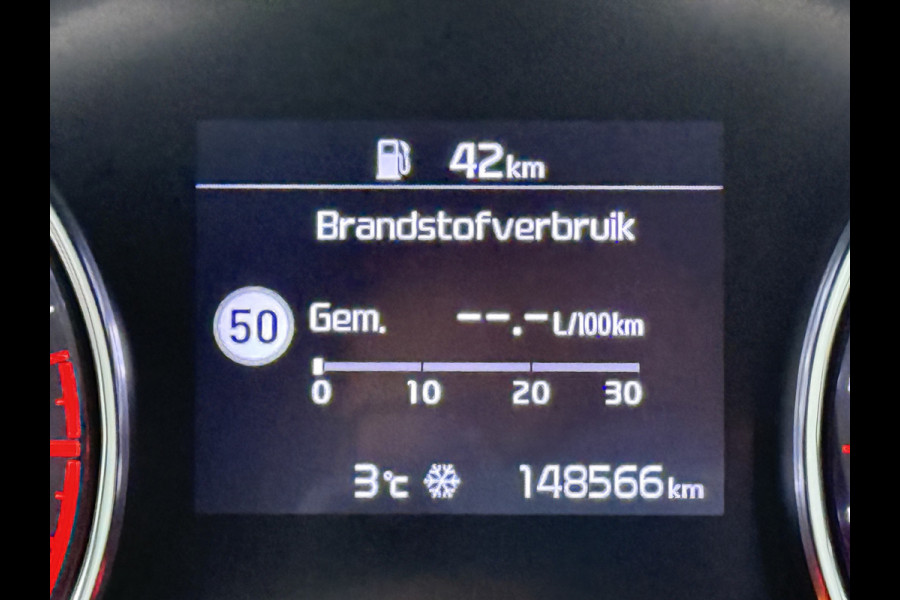 42km
Brandstofverbruik
50
Gem. --.- L/100km
0 10 20 30
3°C 148566km